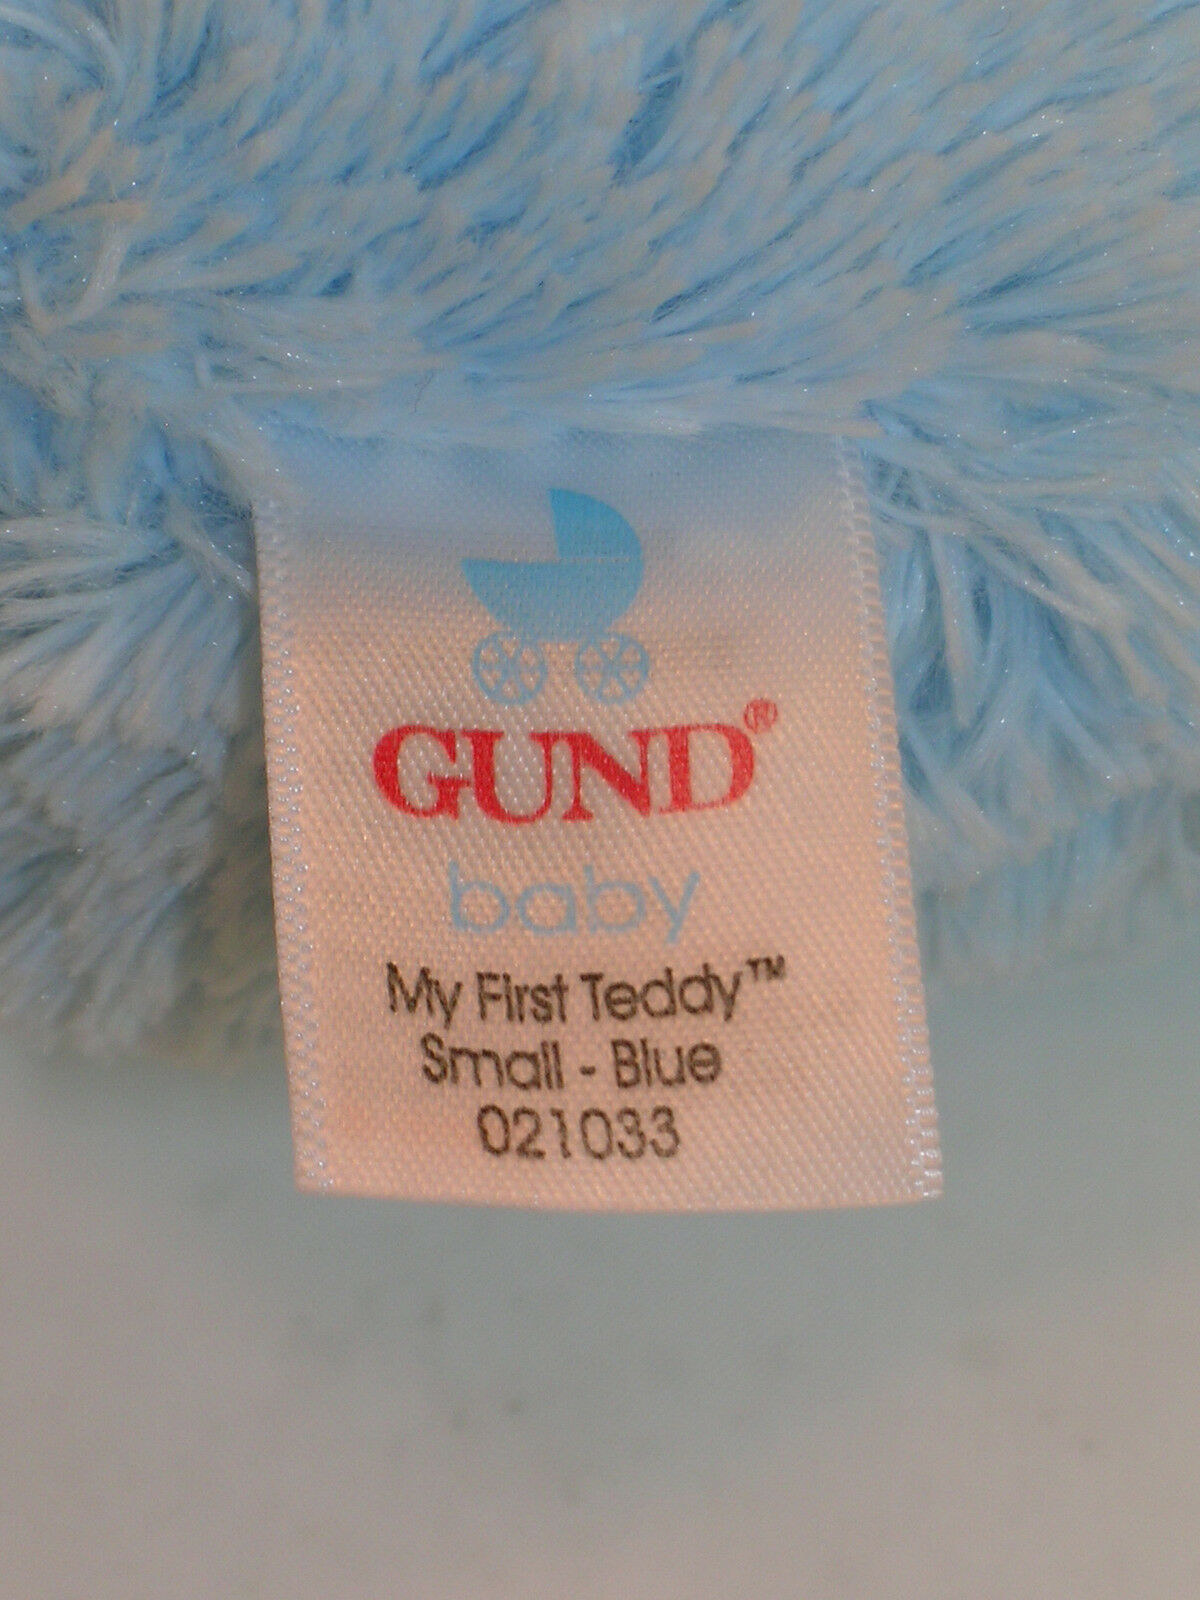 GUND®
baby
My First Teddy™
Small - Blue
021033